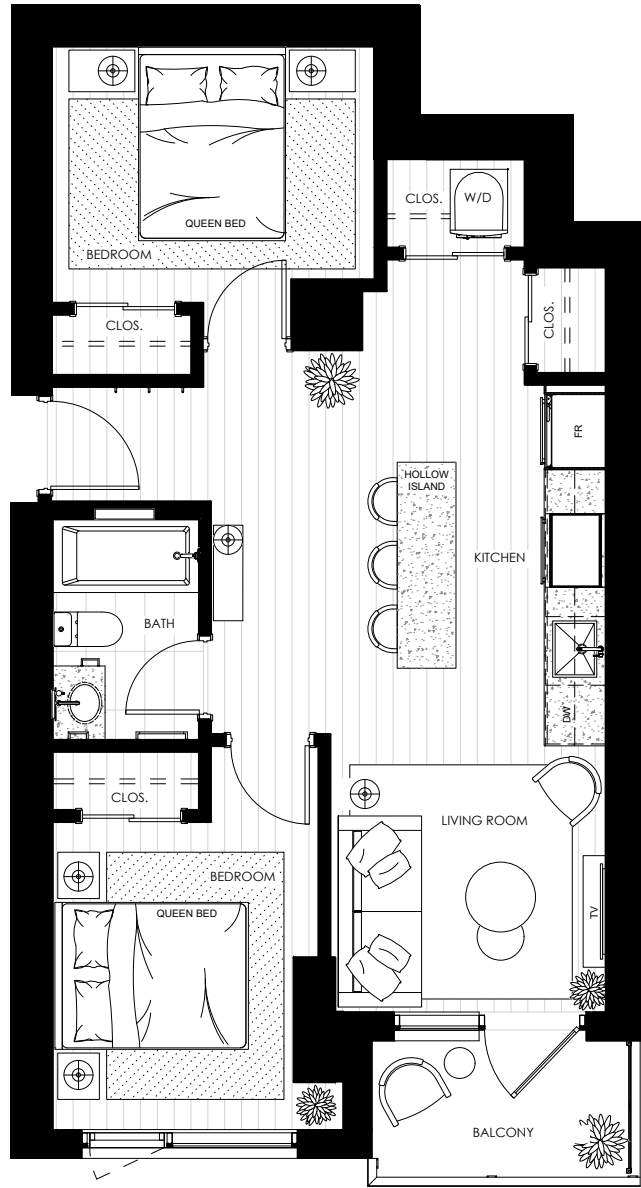 QUEEN BED
BEDROOM
CLOS.
W/D
CLOS.
CLOS.
FR
HOLLOW
ISLAND
KITCHEN
BATH
DW
CLOS.
LIVING ROOM
BEDROOM
QUEEN BED
TV
BALCONY